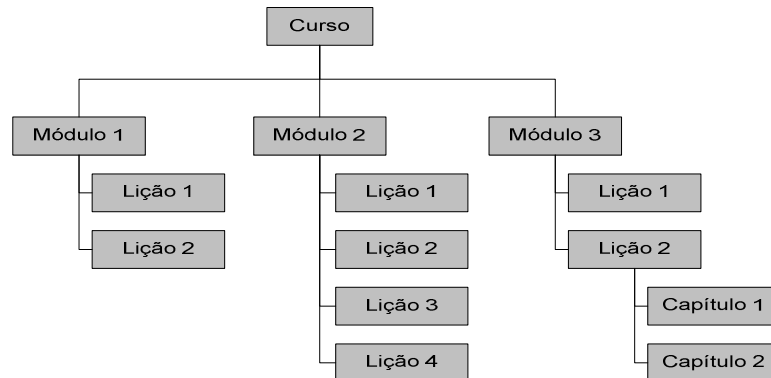 Curso
Módulo 1
Módulo 2
Módulo 3
Lição 1
Lição 1
Lição 1
Lição 2
Lição 2
Lição 2
Lição 3
Capítulo 1
Lição 4
Capítulo 2